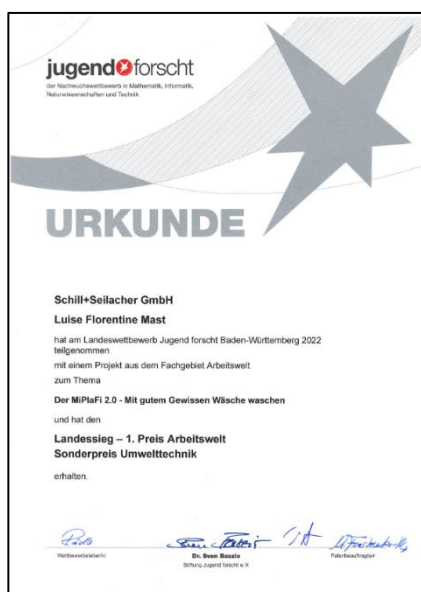 jugend forscht
der Nachwuchswettbewerb in Mathematik, Informatik,
Naturwissenschaften und Technik
URKUNDE
Schill+Seilacher GmbH
Luise Florentine Mast
hat am Landeswettbewerb Jugend forscht Baden-Württemberg 2022
teilgenommen
mit einem Projekt aus dem Fachgebiet Arbeitswelt
zum Thema
Der MiPlaFi 2.0 - Mit gutem Gewissen Wäsche waschen
und hat den
Landessieg – 1. Preis Arbeitswelt
Sonderpreis Umwelttechnik
erhalten.
Wettbewerbsleiter/in Dr. Sven Baszio Patenbeauftragte/r
Stiftung Jugend forscht e.V.